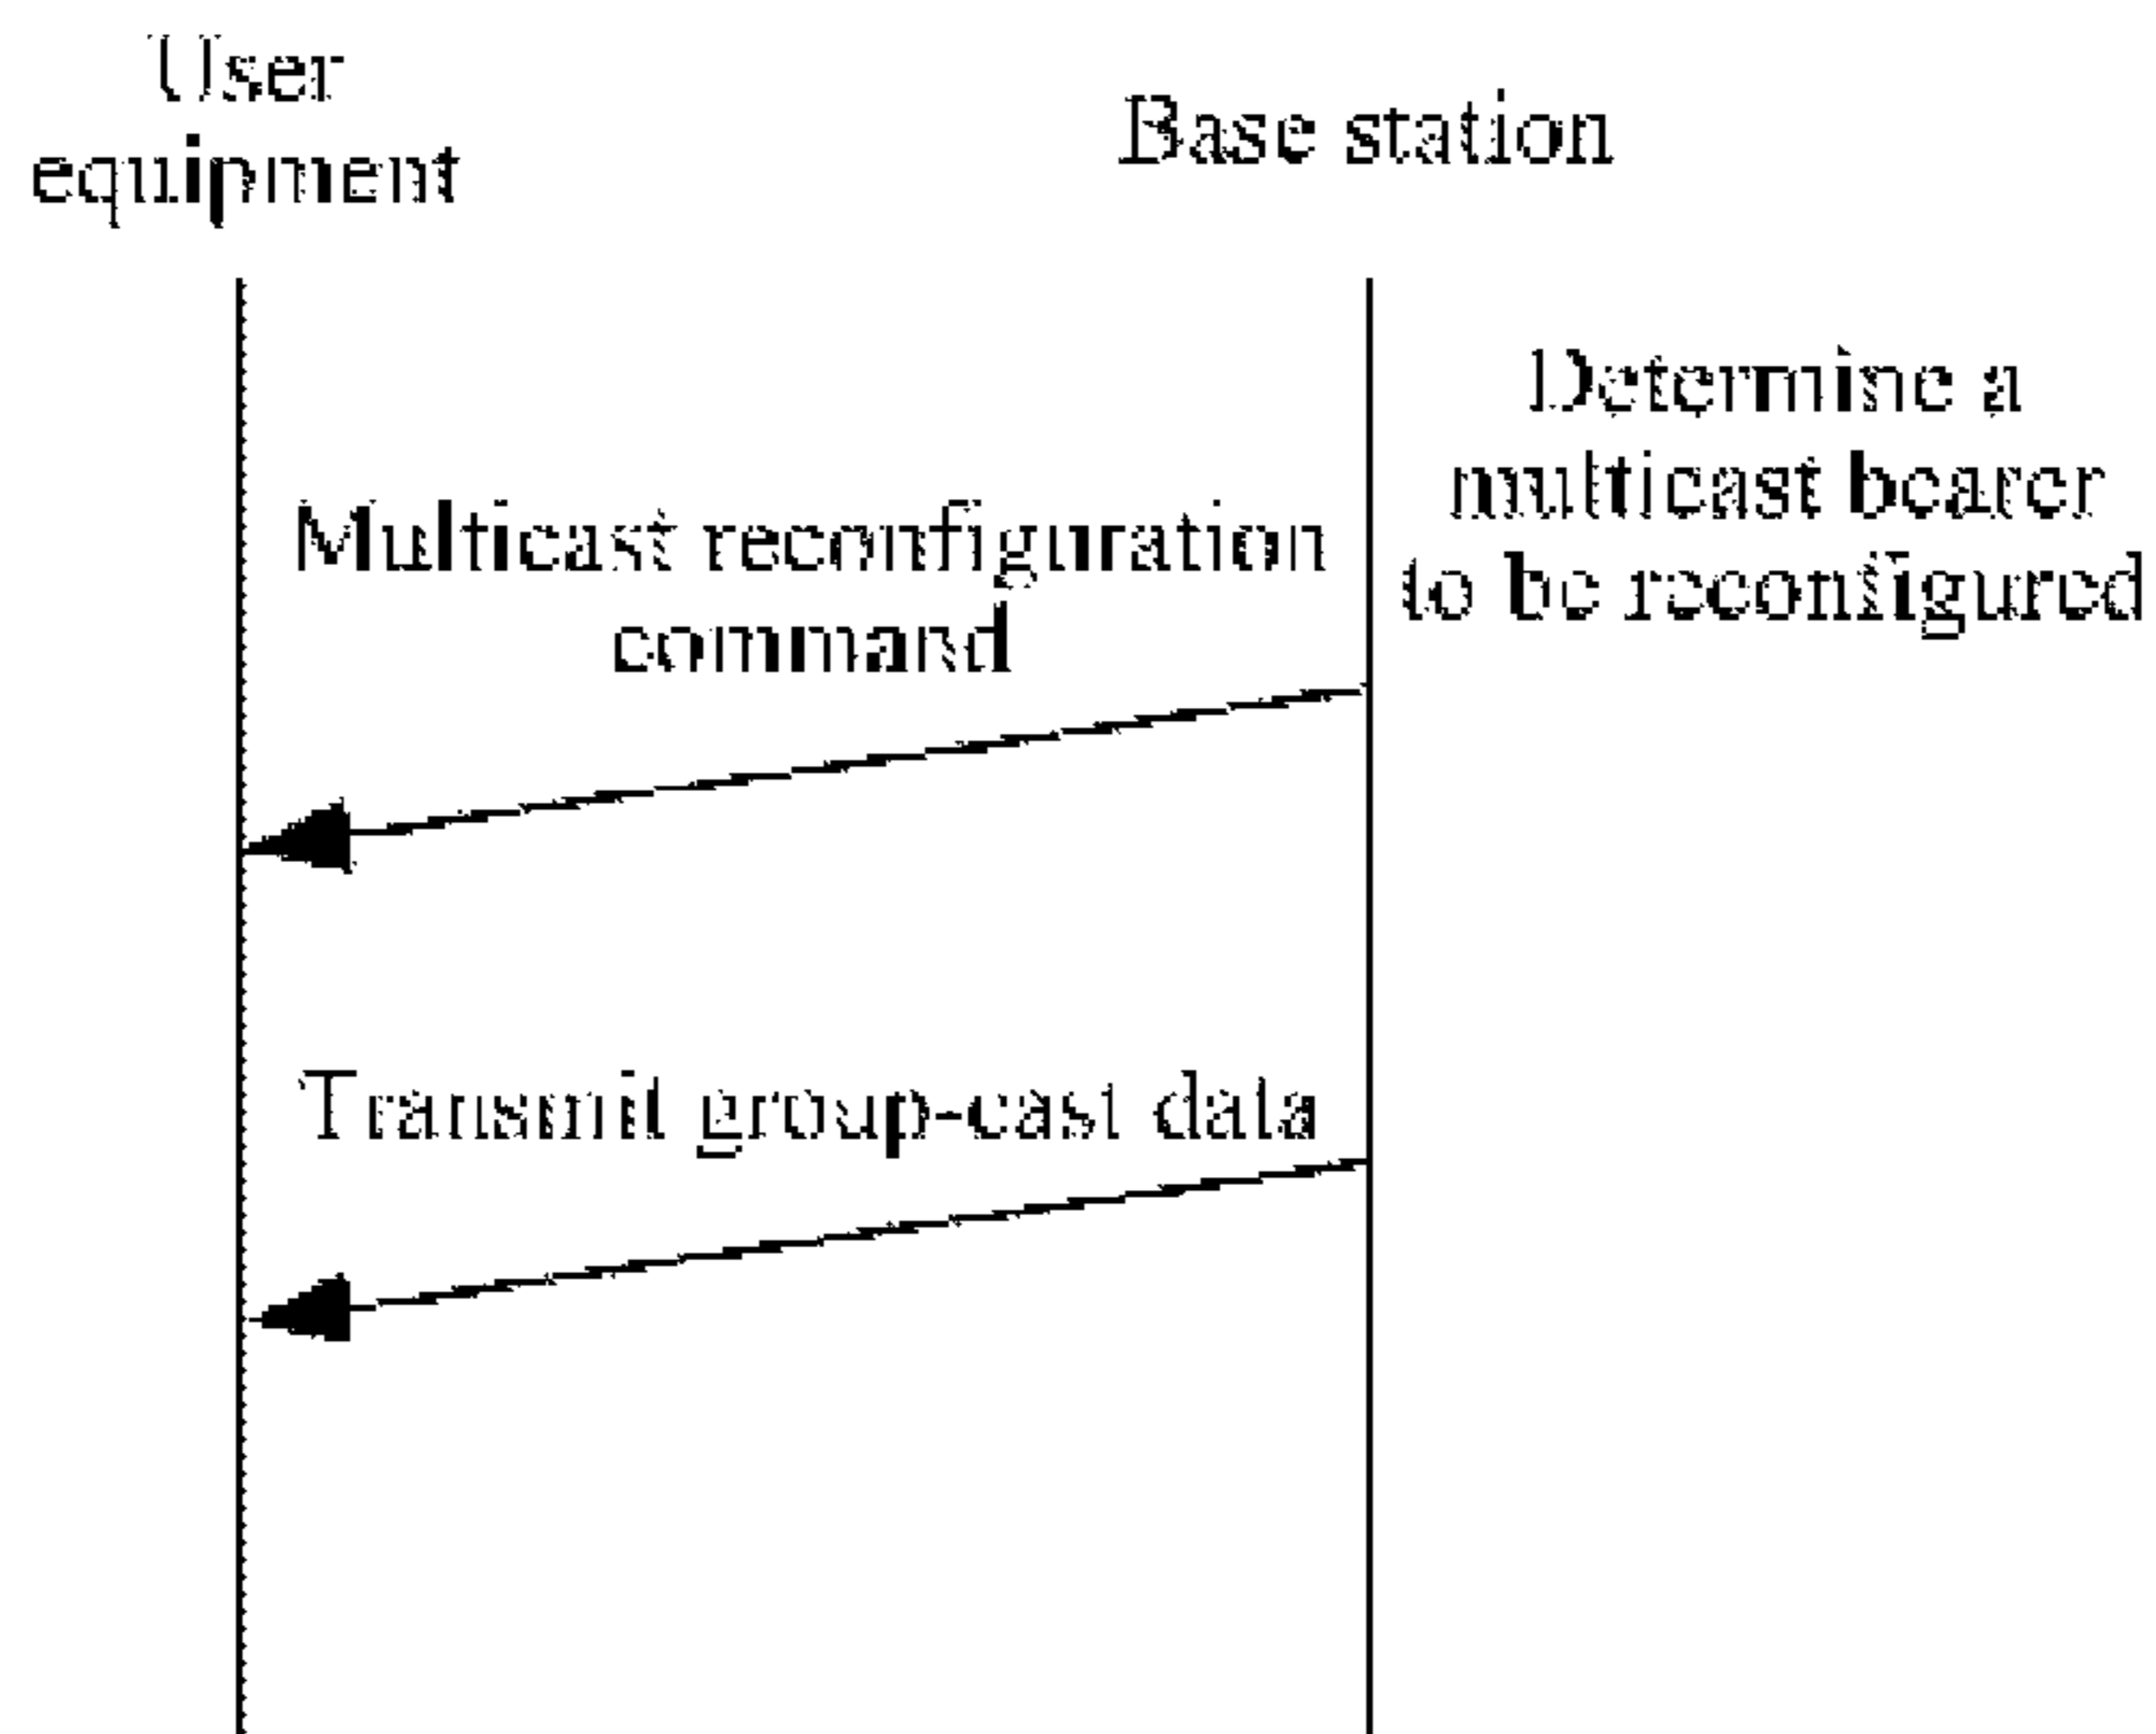 User
equipment
Base station
Determine a
multicast bearer
to be reconfigured
Multicast reconfiguration
command
Transmit group-cast data